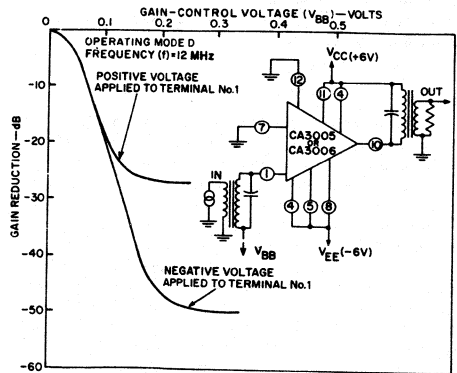 GAIN-CONTROL VOLTAGE (VBB)—VOLTS
0 0.1 0.2 0.3 0.4 0.5
OPERATING MODE D
FREQUENCY (f)=12 MHz
POSITIVE VOLTAGE
APPLIED TO TERMINAL No.1
VCC(+6V)
OUT
12
11
4
7
CA3005
OR
CA3006
10
IN
1
4
5
8
VBB
VEE(-6V)
NEGATIVE VOLTAGE
APPLIED TO TERMINAL No.1
GAIN REDUCTION—dB
-10
-20
-30
-40
-50
-60